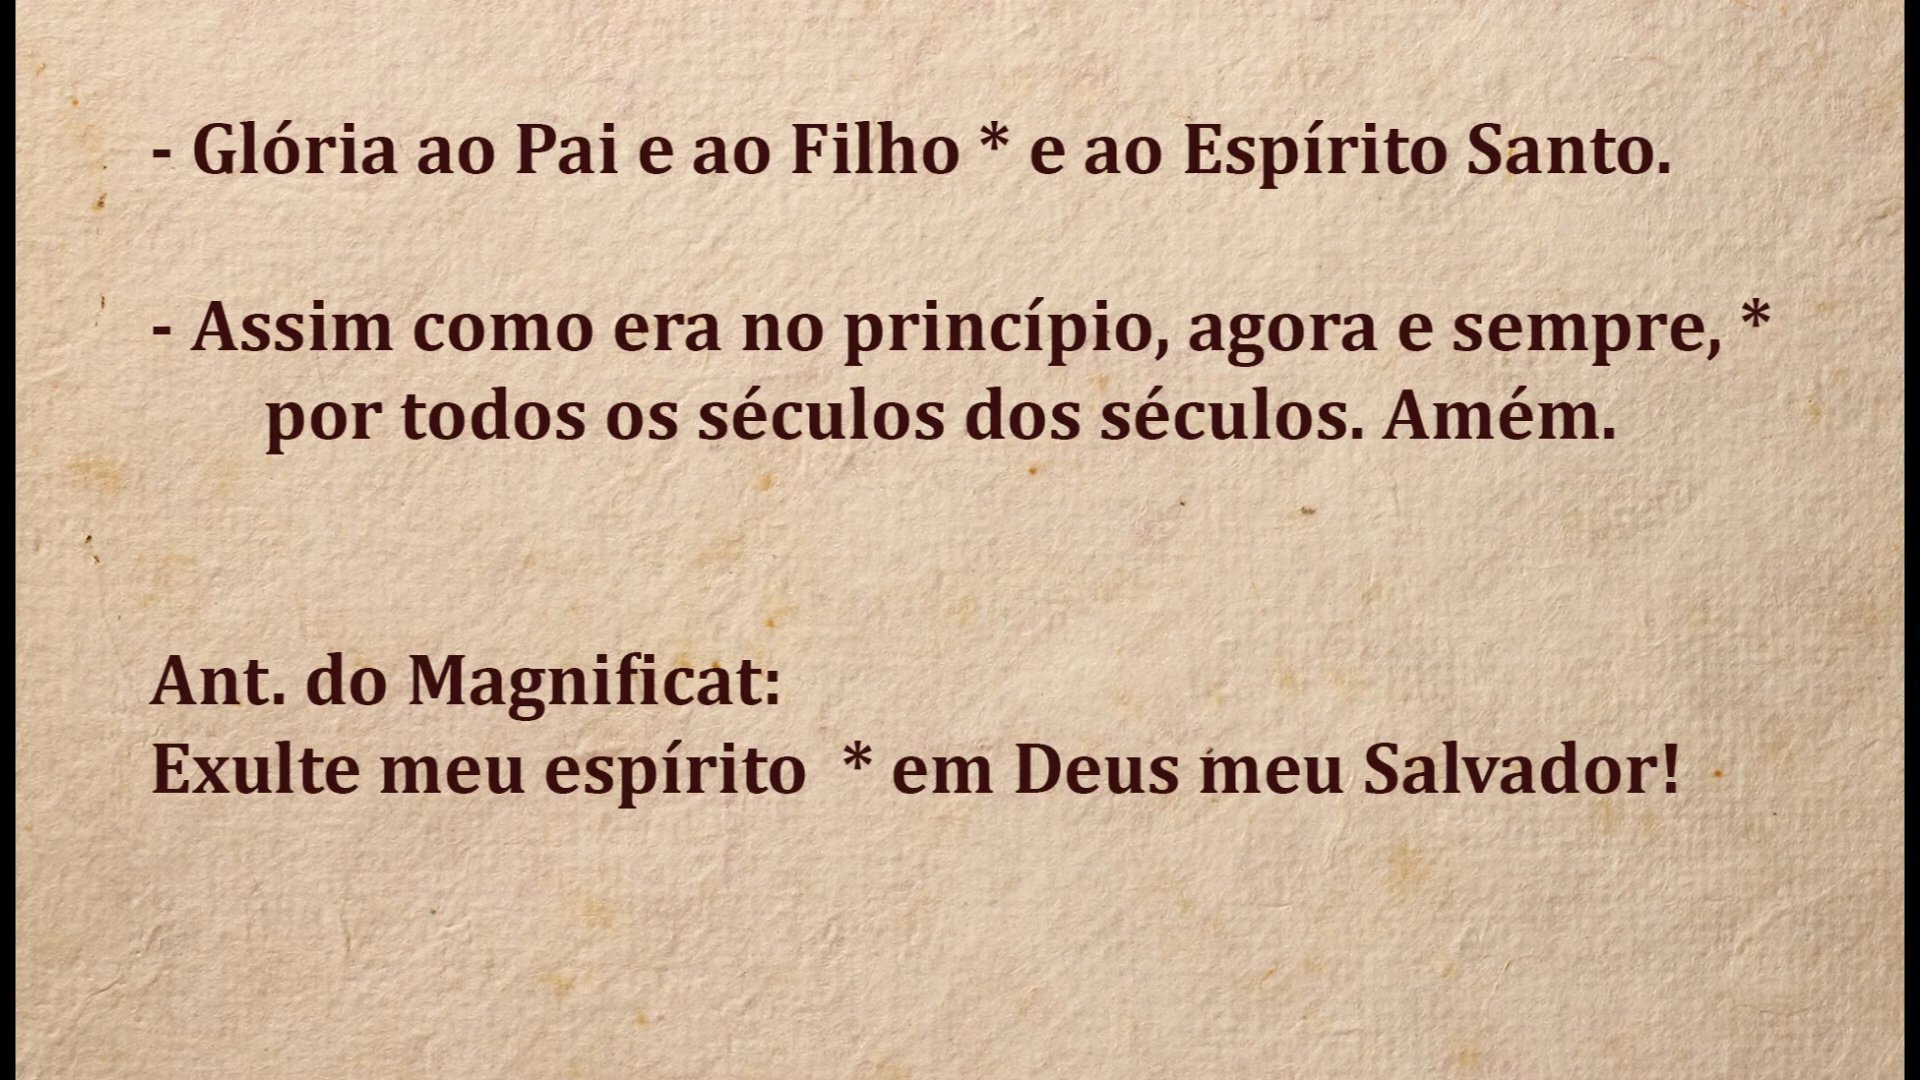 - Glória ao Pai e ao Filho * e ao Espírito Santo.
- Assim como era no princípio, agora e sempre, *
por todos os séculos dos séculos. Amém.
Ant. do Magnificat:
Exulte meu espírito * em Deus meu Salvador!